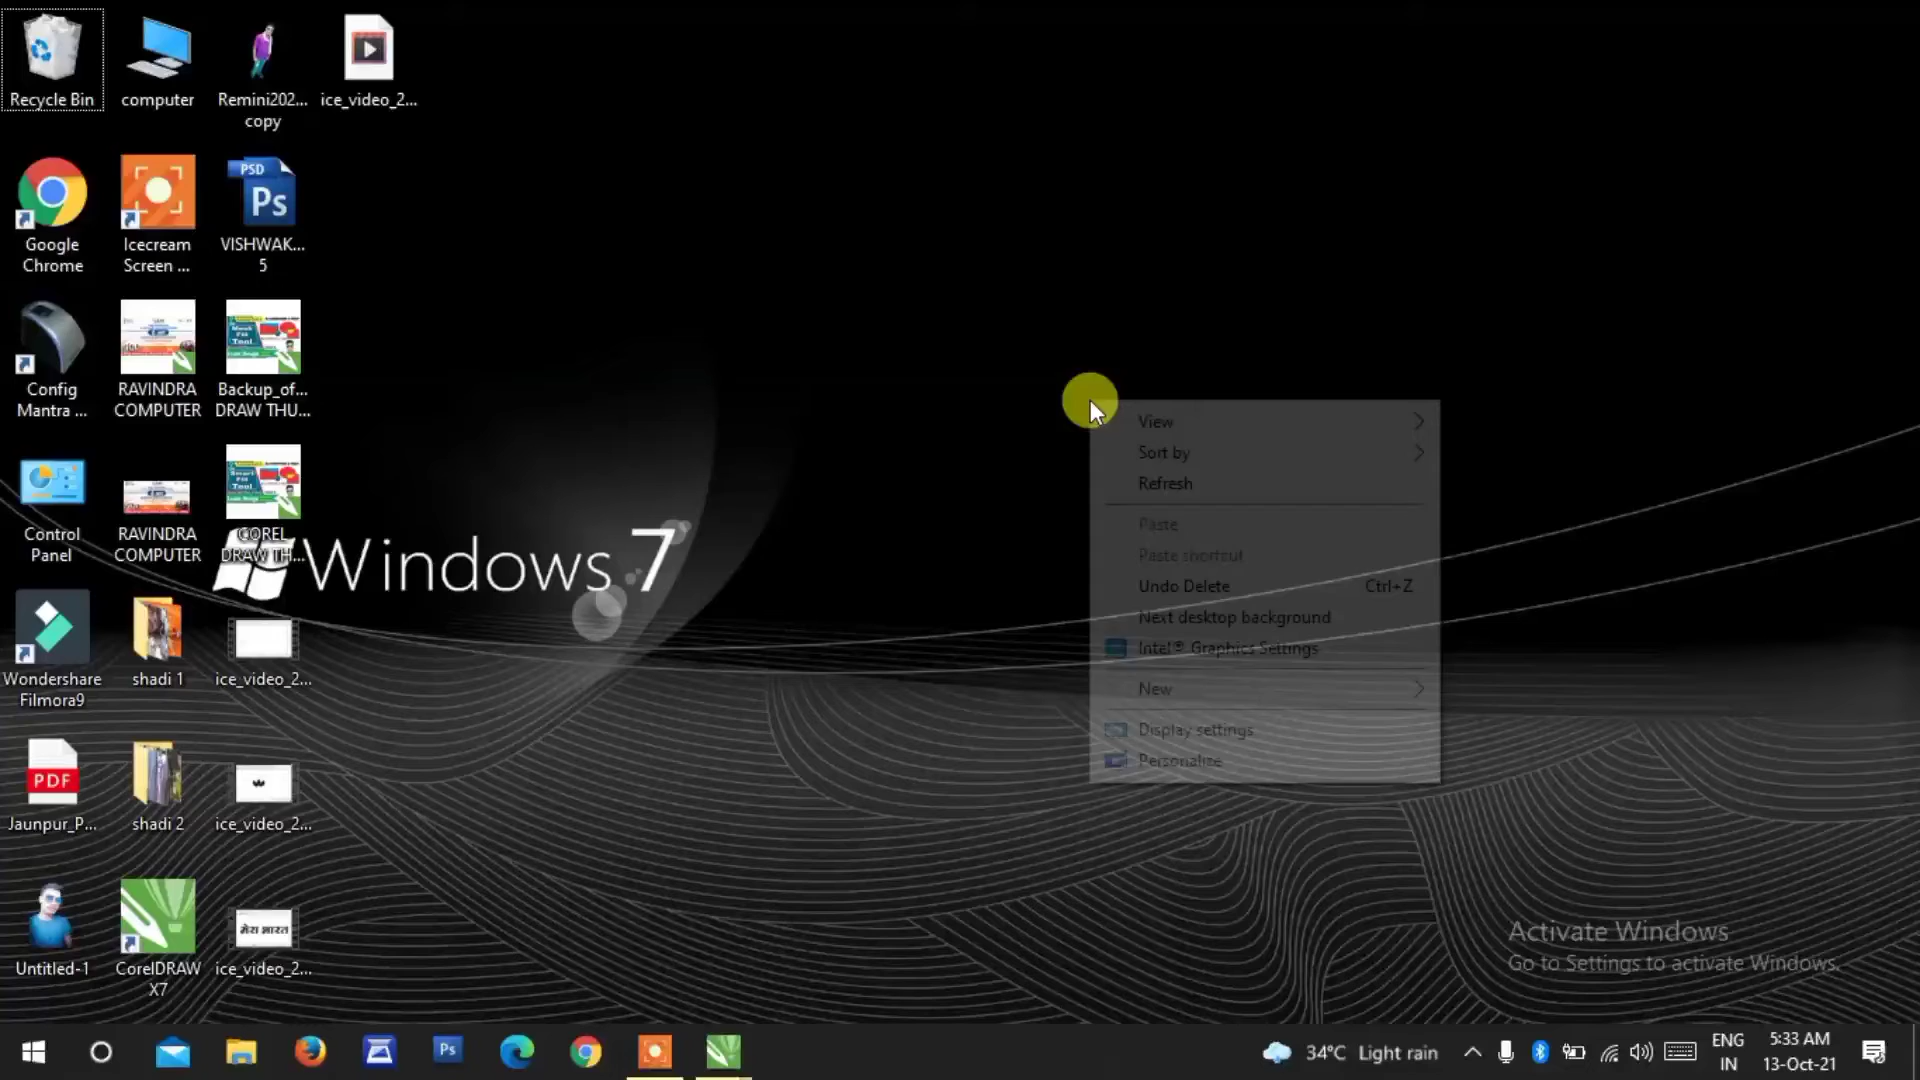 Recycle Bin
computer
Remini202...
copy
ice_video_2...
PSD
Ps
Google
Chrome
Icecream
Screen ...
VISHWAK...
5
Config
Mantra ...
RAVINDRA
COMPUTER
Backup_of...
DRAW THU...
Control
Panel
RAVINDRA
COMPUTER
COREL
DRAW TH...
Windows 7
Wondershare
Filmora9
shadi 1
ice_video_2...
PDF
Jaunpur_P...
shadi 2
ice_video_2...
मेरा भारत
Untitled-1
CorelDRAW
X7
ice_video_2...
View
Sort by
Refresh
Paste
Paste shortcut
Undo Delete Ctrl+Z
Next desktop background
Intel® Graphics Settings
New
Display settings
Personalize
Activate Windows
Go to Settings to activate Windows.
Ps
34°C Light rain
ENG
IN
5:33 AM
13-Oct-21